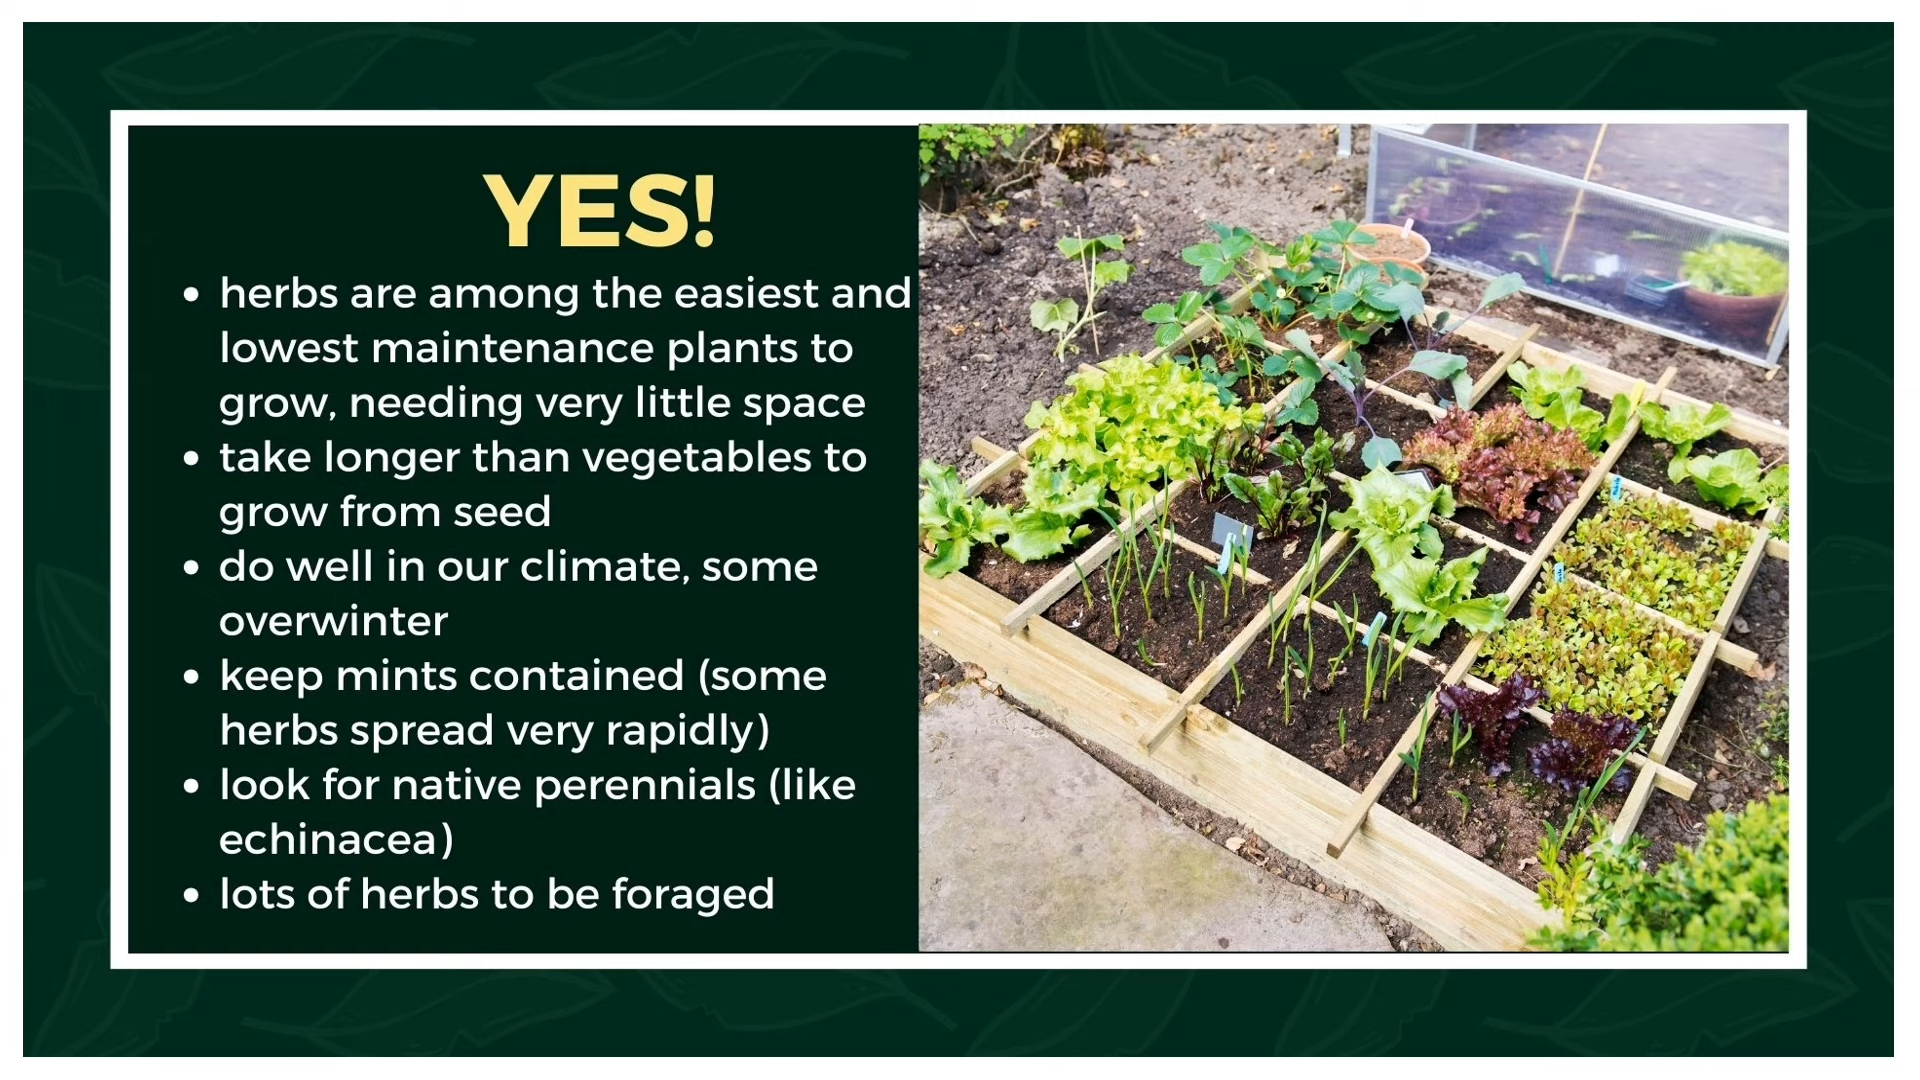 YES!
• herbs are among the easiest and
lowest maintenance plants to
grow, needing very little space
• take longer than vegetables to
grow from seed
• do well in our climate, some
overwinter
• keep mints contained (some
herbs spread very rapidly)
• look for native perennials (like
echinacea)
• lots of herbs to be foraged